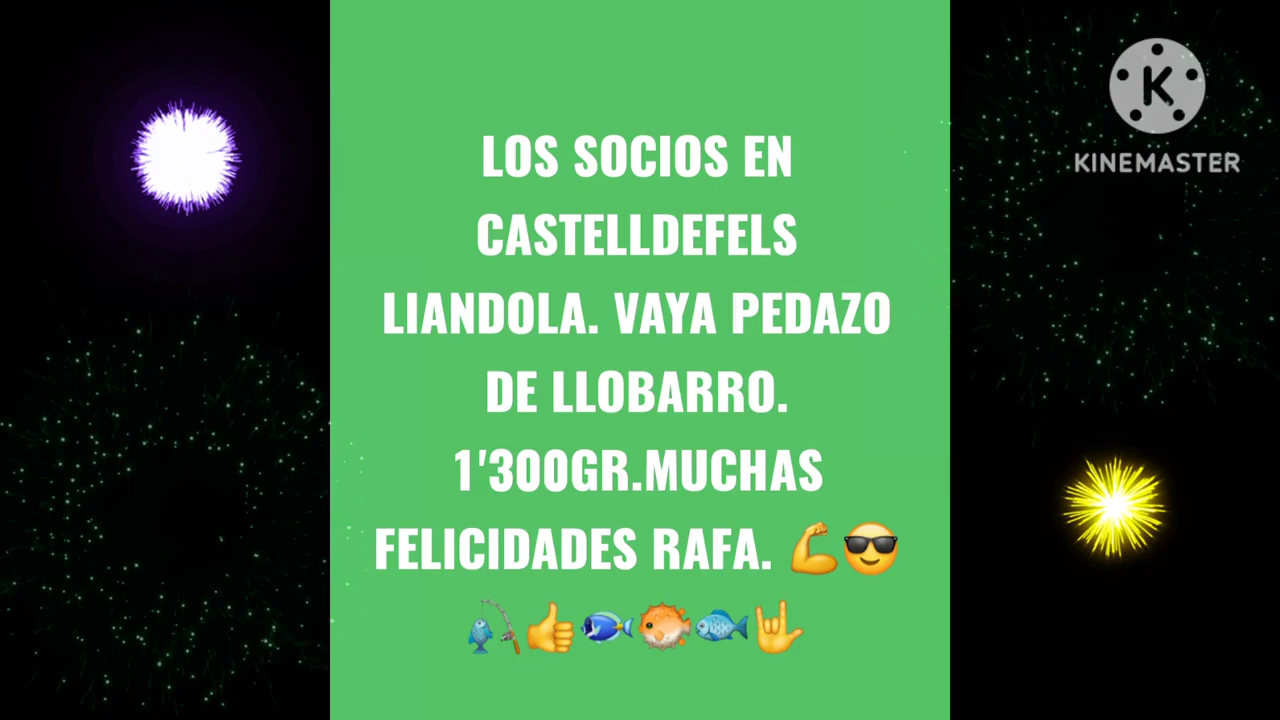 LOS SOCIOS EN
CASTELLDEFELS
LIANDOLA. VAYA PEDAZO
DE LLOBARRO.
1'300GR.MUCHAS
FELICIDADES RAFA. 💪😎
🎣👍🐠🐡🐟🤟
K
KINEMASTER